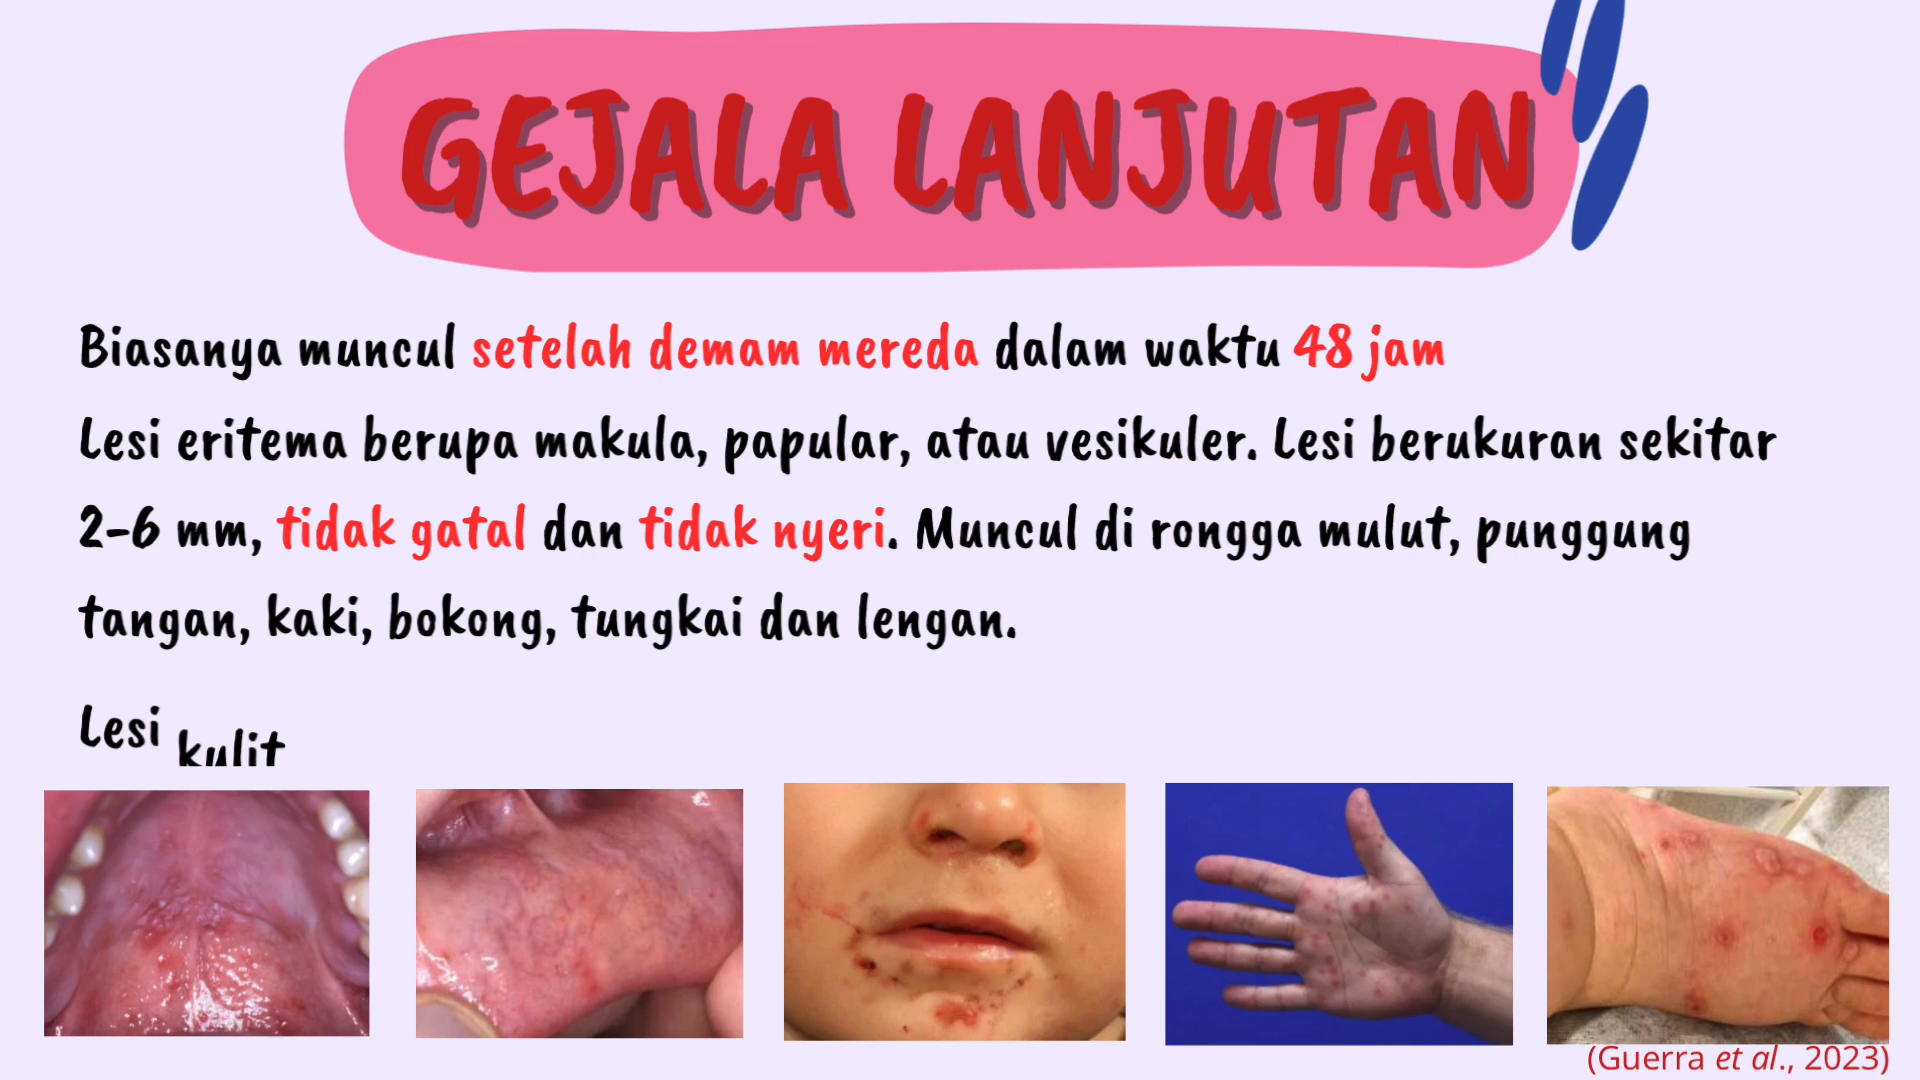 GEJALA LANJUTAN
Biasanya muncul setelah demam mereda dalam waktu 48 jam
Lesi eritema berupa makula, papular, atau vesikuler. Lesi berukuran sekitar
2-6 mm, tidak gatal dan tidak nyeri. Muncul di rongga mulut, punggung
tangan, kaki, bokong, tungkai dan lengan.
Lesi kulit
(Guerra et al., 2023)